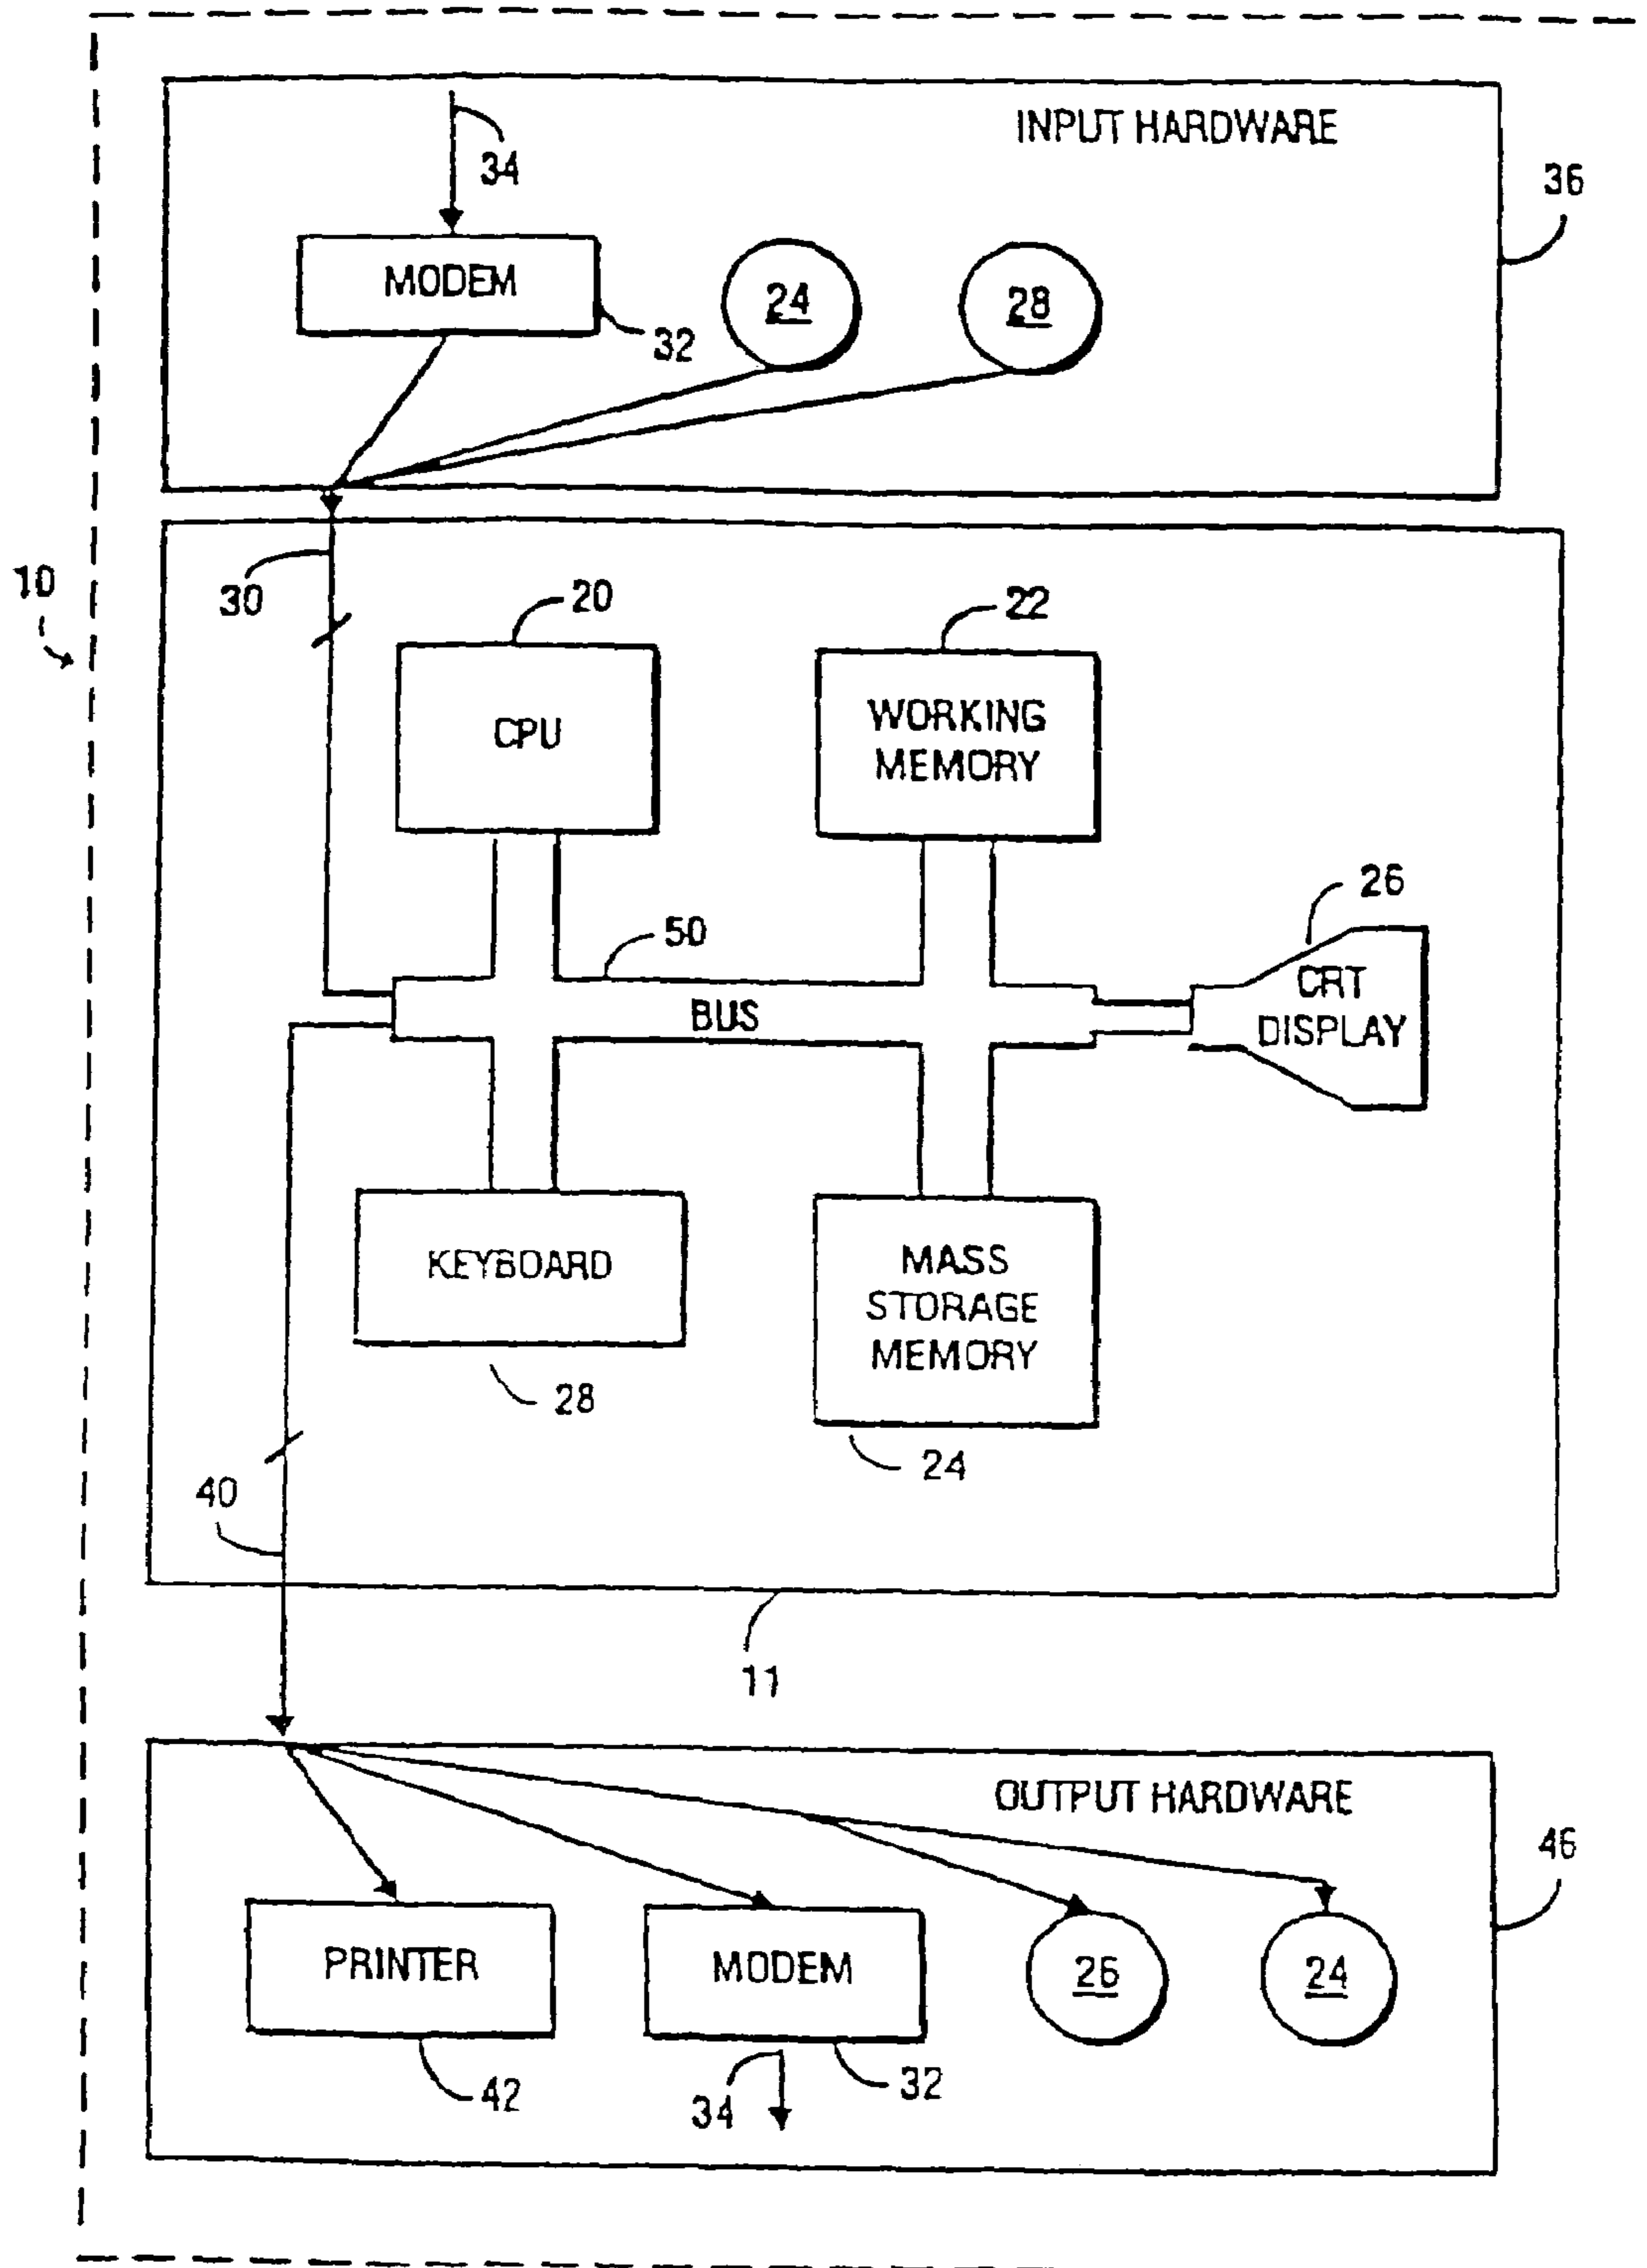 INPUT HARDWARE
34
36
MODEM
24
28
32
10
30
20
22
CPU
WORKING
MEMORY
26
50
CRT
DISPLAY
BUS
KEYBOARD
MASS
STORAGE
MEMORY
28
24
40
11
OUTPUT HARDWARE
46
PRINTER
MODEM
26
24
42
34
32